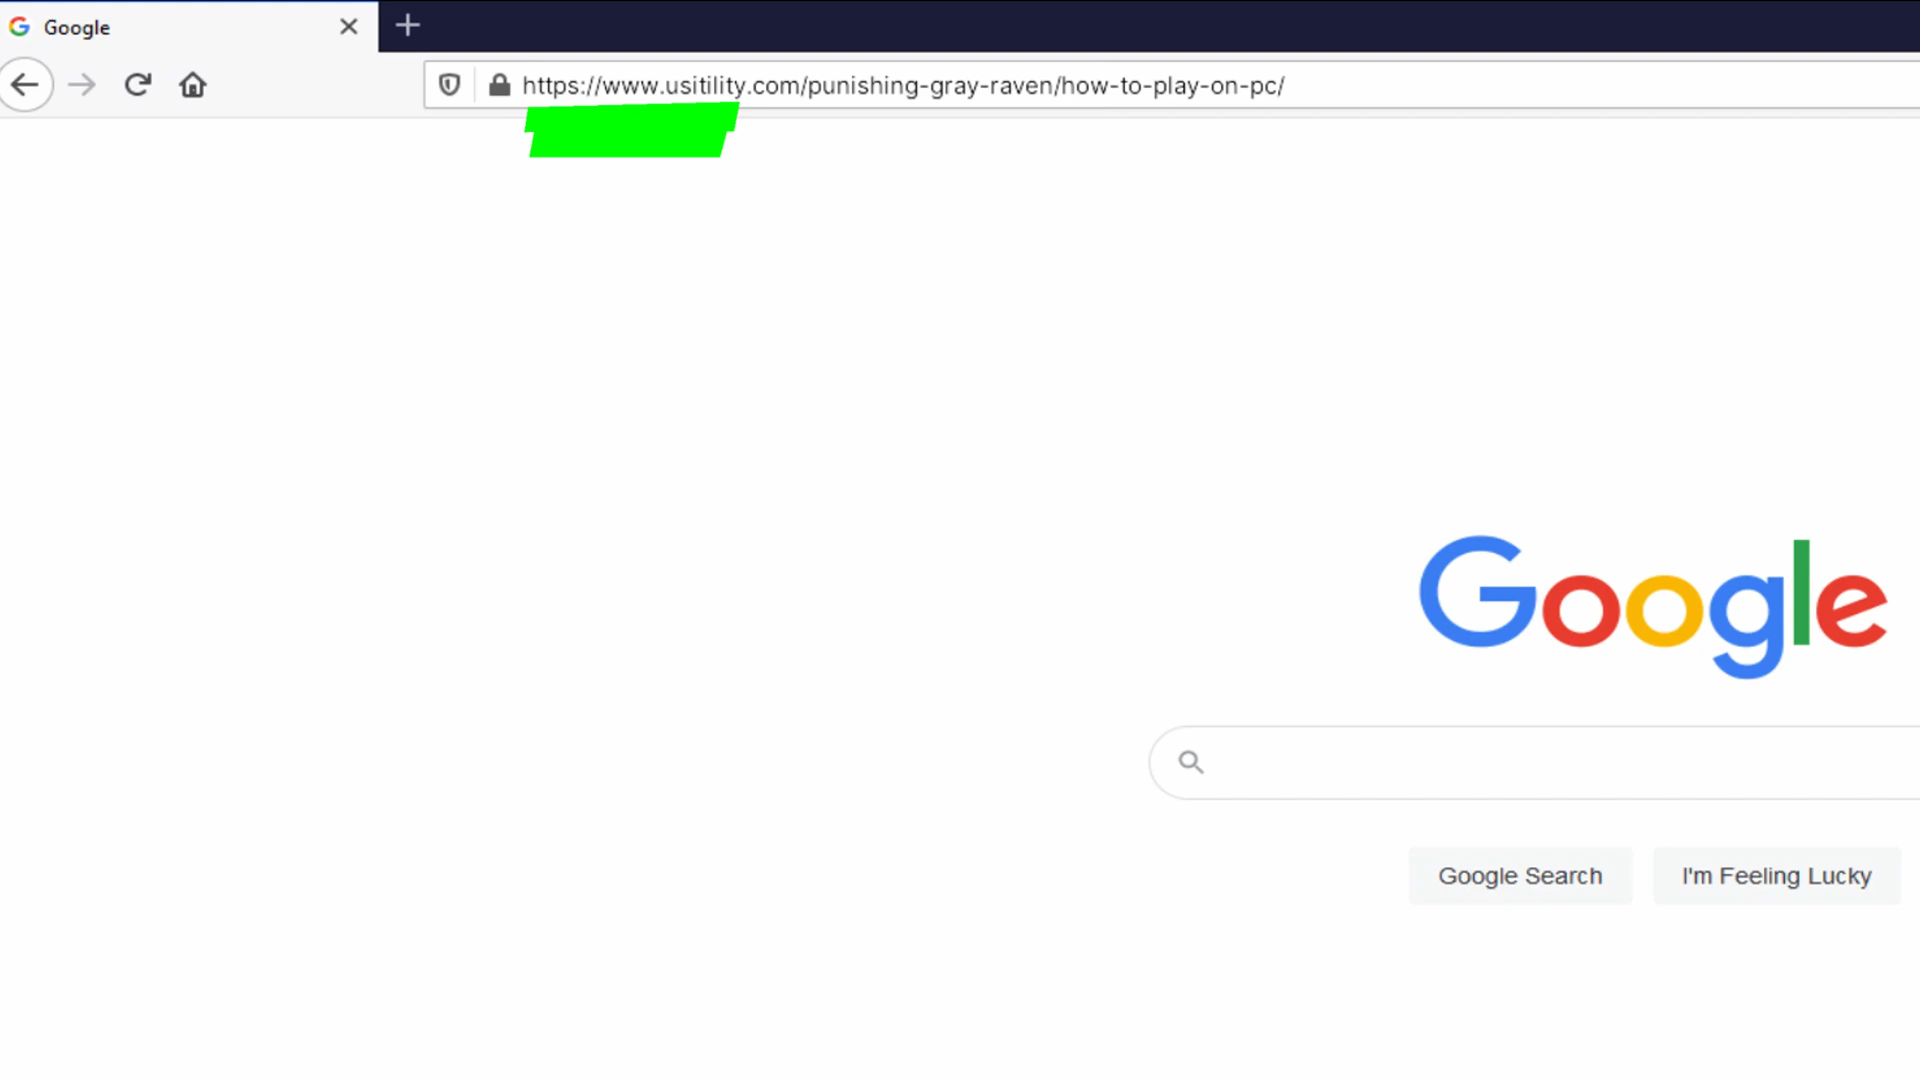 Google
https://www.usitility.com/punishing-gray-raven/how-to-play-on-pc/
Google
Google Search
I'm Feeling Lucky